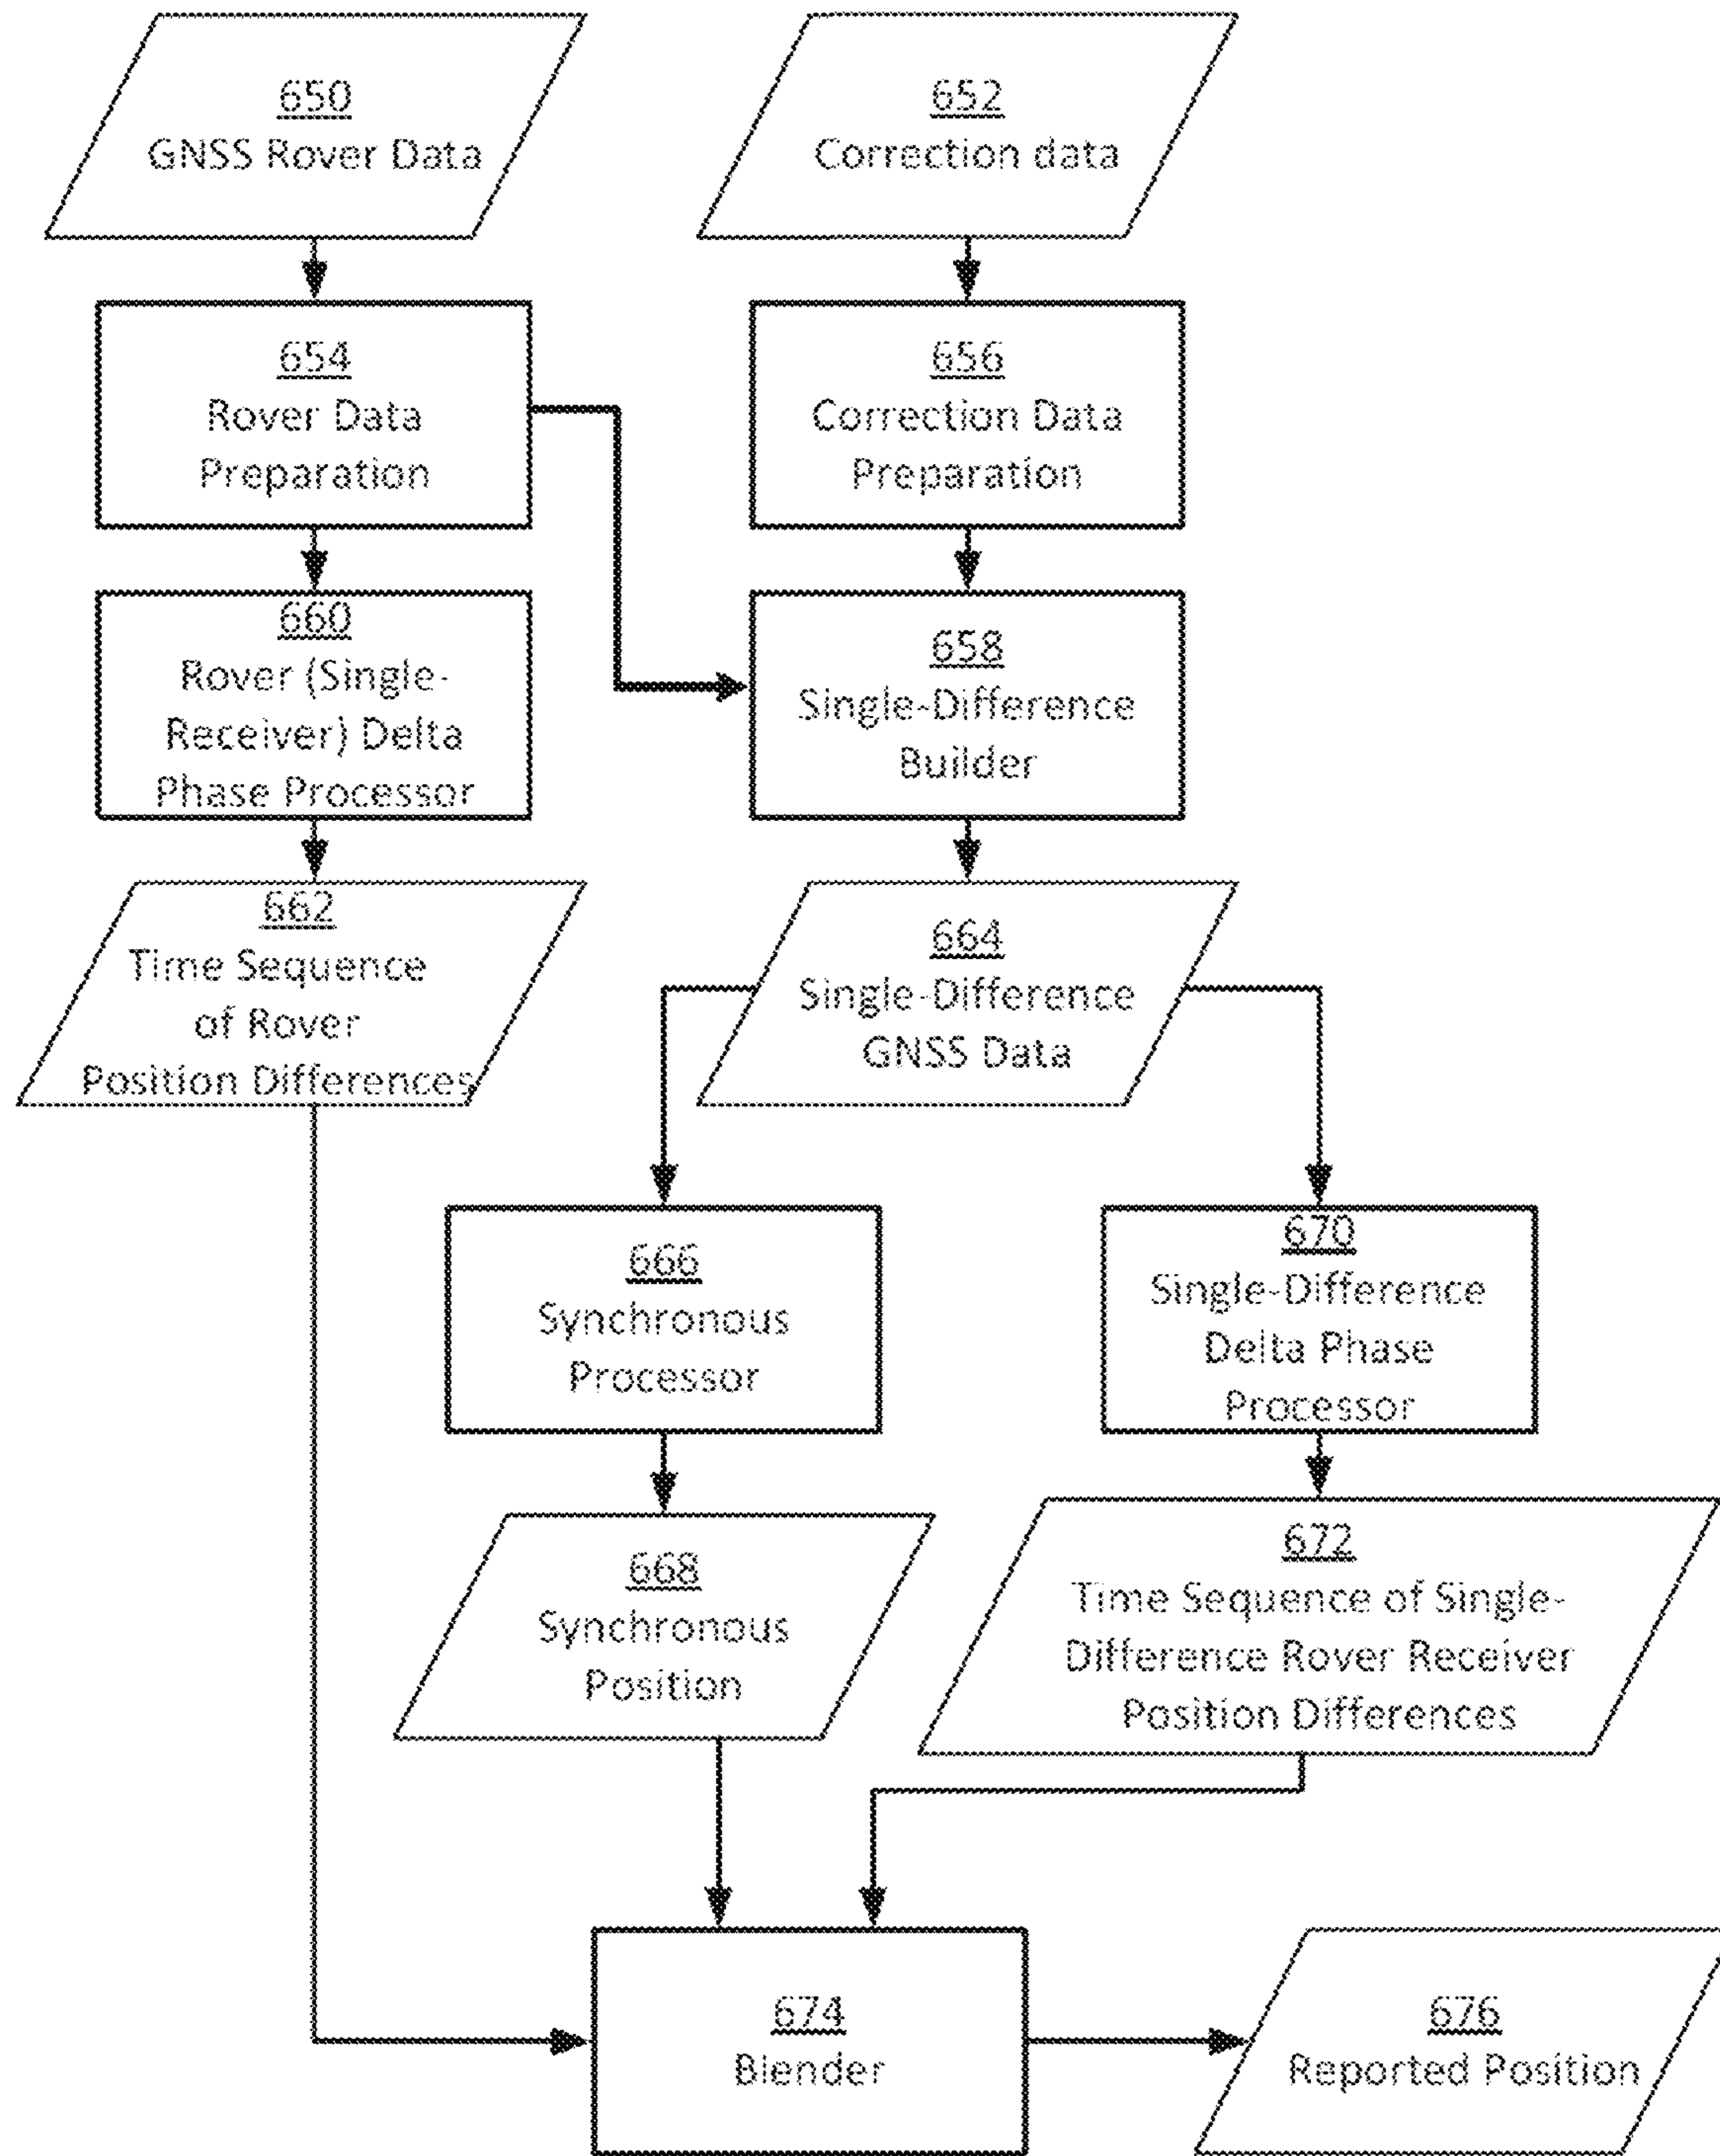 650
GNSS Rover Data
652
Correction data
654
Rover Data
Preparation
656
Correction Data
Preparation
660
Rover (Single-
Receiver) Delta
Phase Processor
658
Single-Difference
Builder
662
Time Sequence
of Rover
Position Differences
664
Single-Difference
GNSS Data
666
Synchronous
Processor
670
Single-Difference
Delta Phase
Processor
668
Synchronous
Position
672
Time Sequence of Single-
Difference Rover Receiver
Position Differences
674
Blender
676
Reported Position